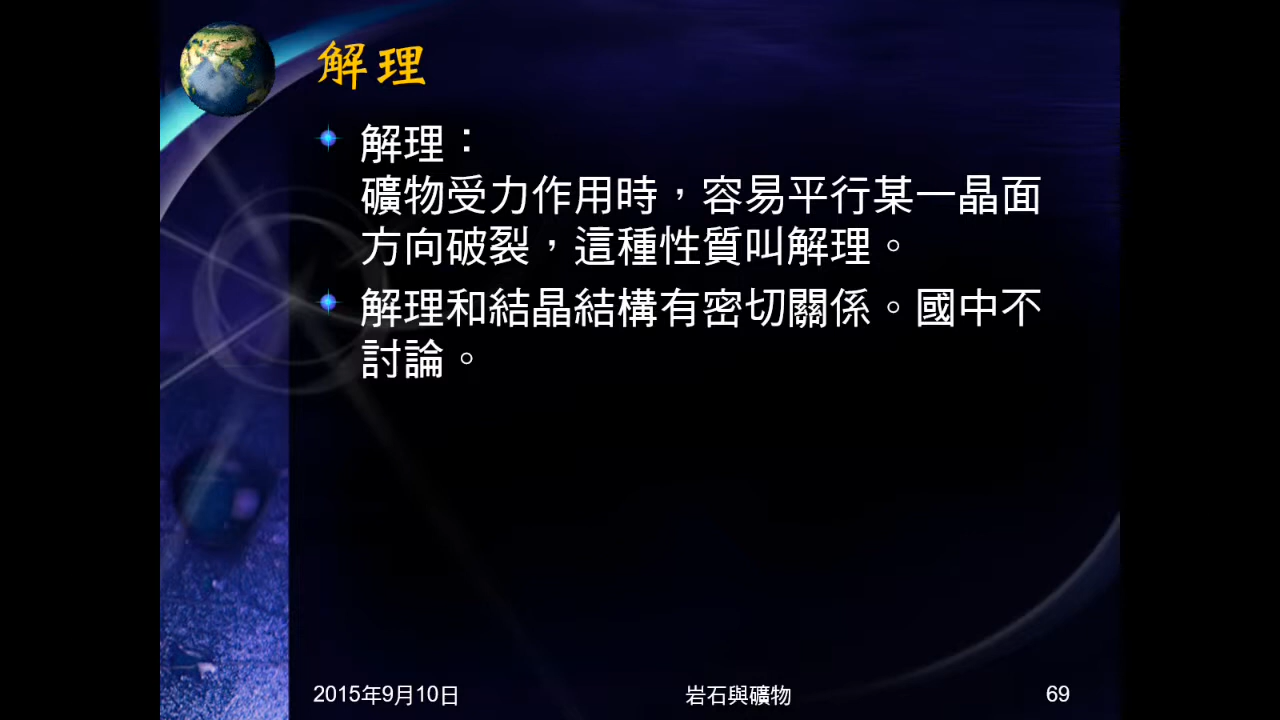 解理
解理：
礦物受力作用時，容易平行某一晶面
方向破裂，這種性質叫解理。
解理和結晶結構有密切關係。國中不
討論。
2015年9月10日
岩石與礦物
69